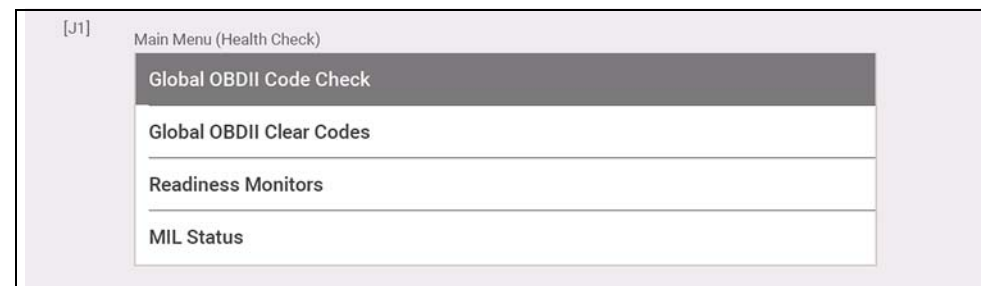 [J1]
Main Menu (Health Check)
Global OBDII Code Check
Global OBDII Clear Codes
Readiness Monitors
MIL Status